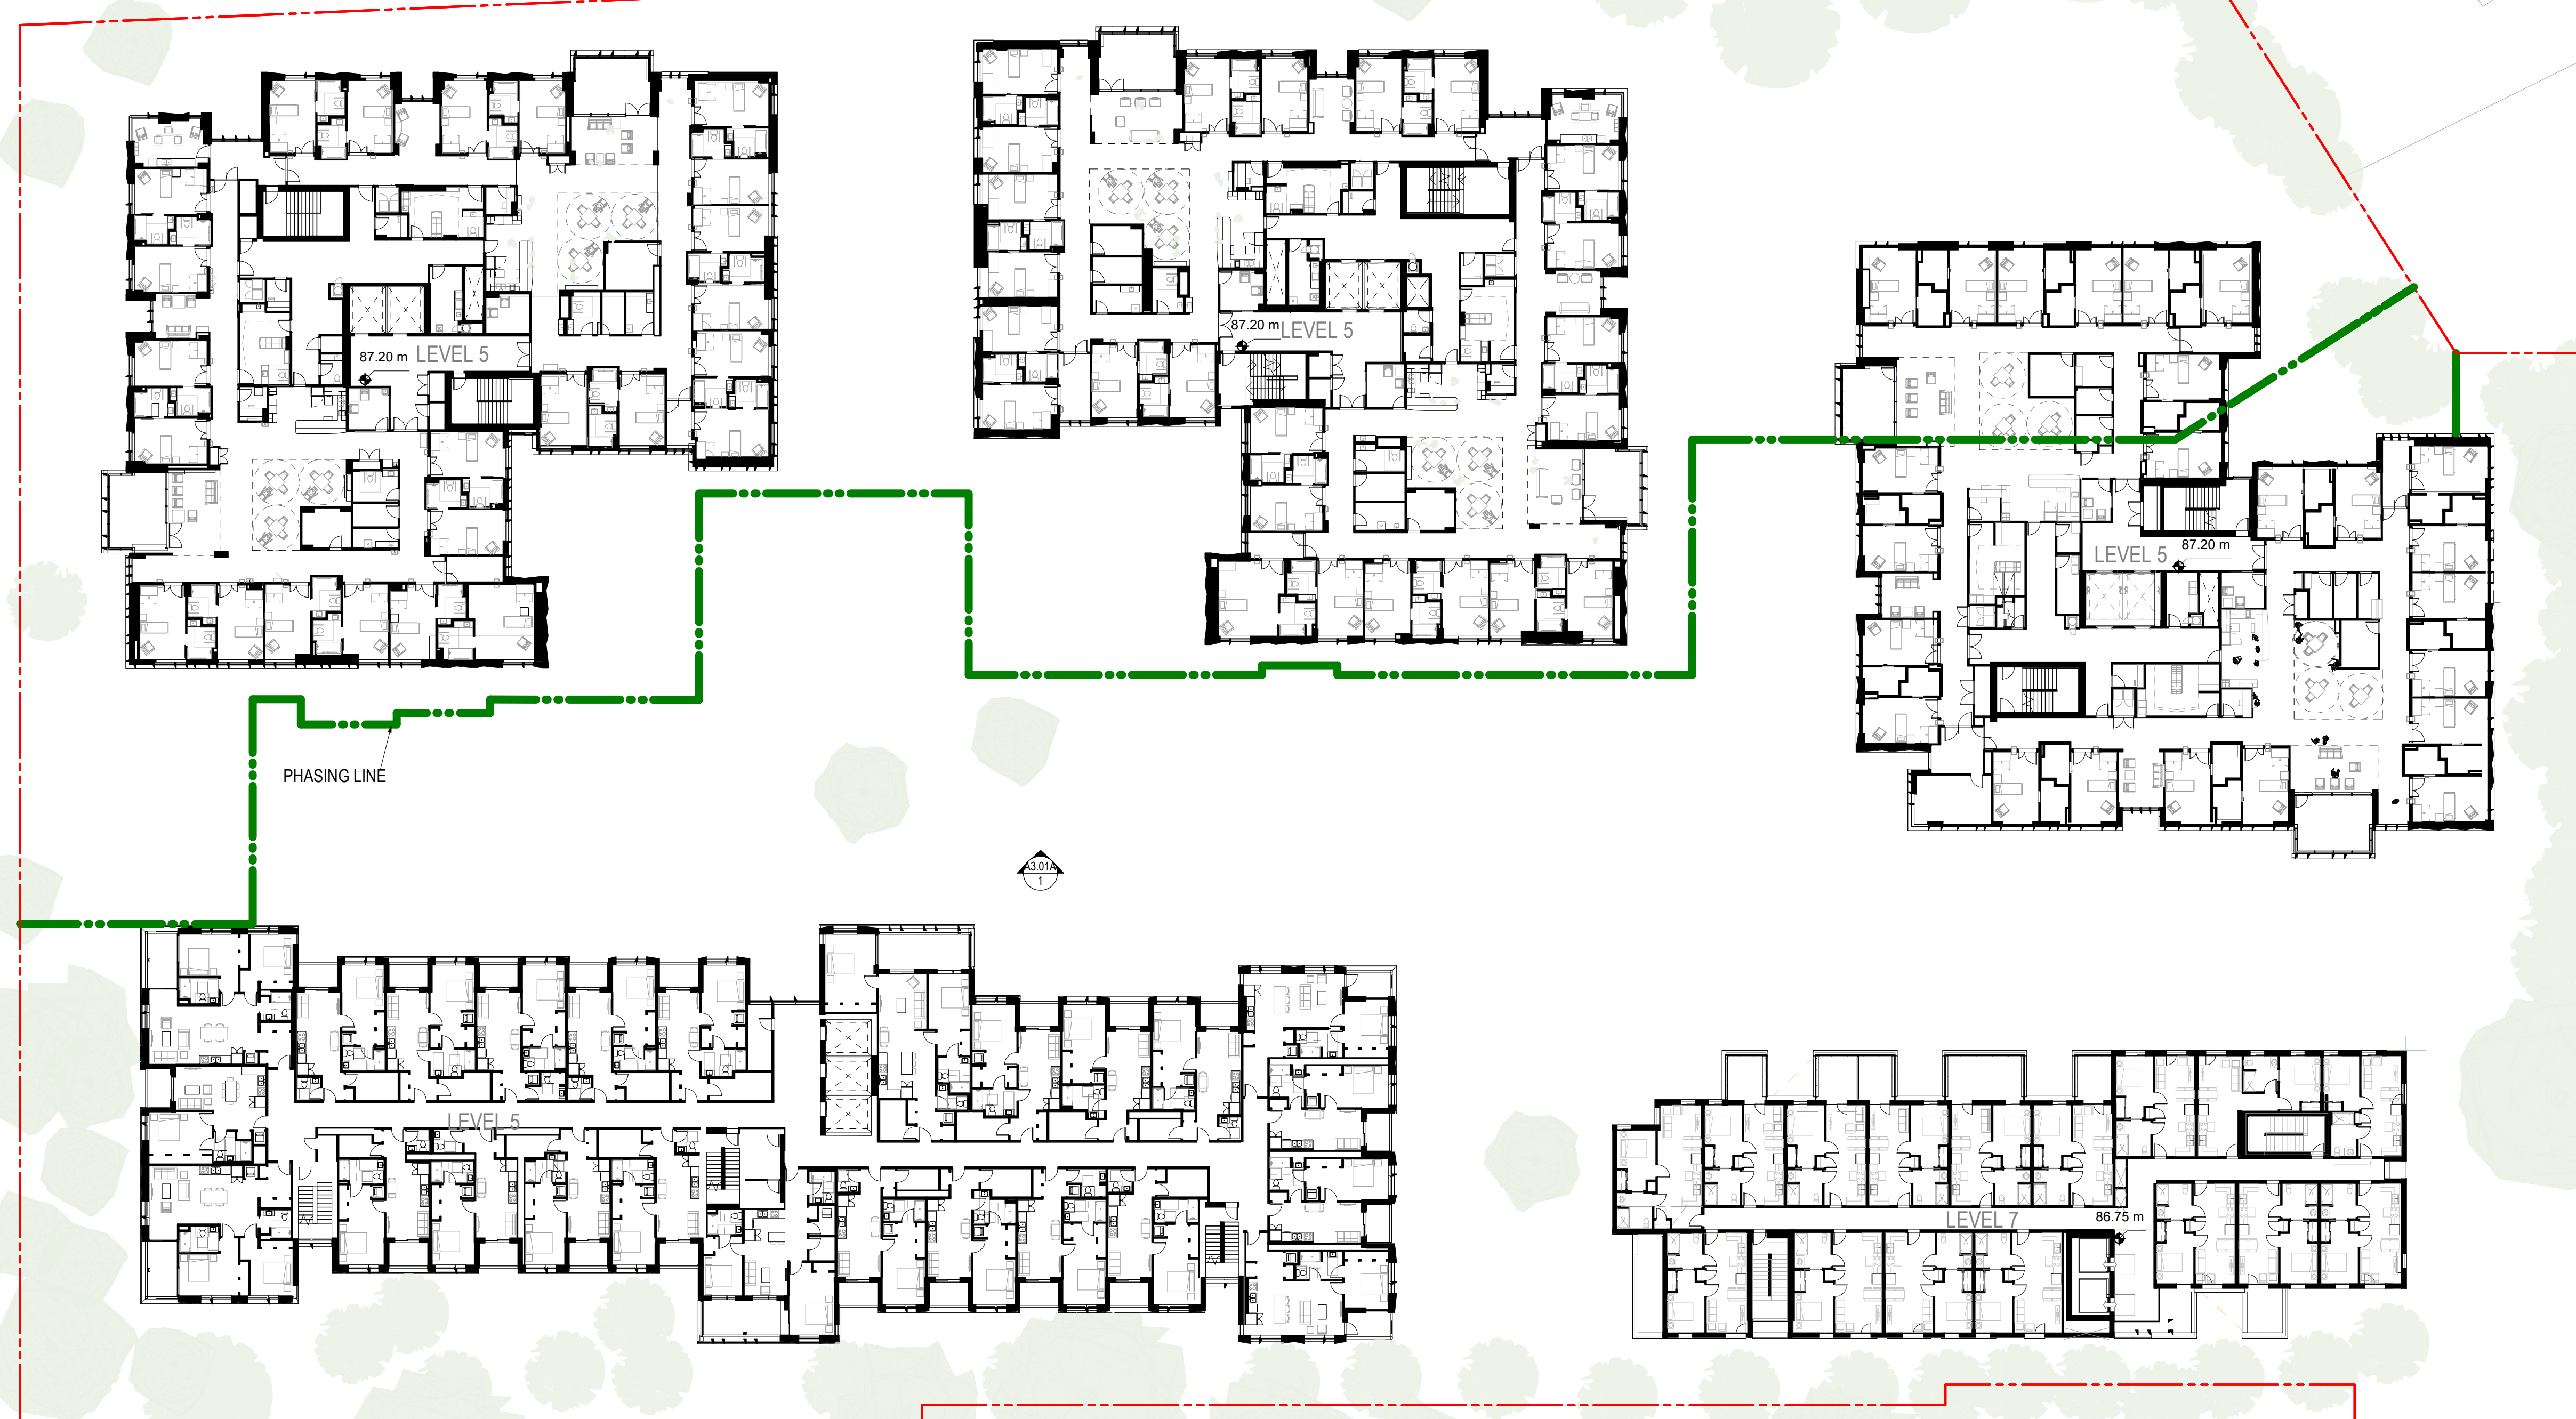 87.20 m
LEVEL 5
87.20 m
LEVEL 5
87.20 m
LEVEL 5
PHASING LINE
A3.01A
1
LEVEL 5
86.75 m
LEVEL 7